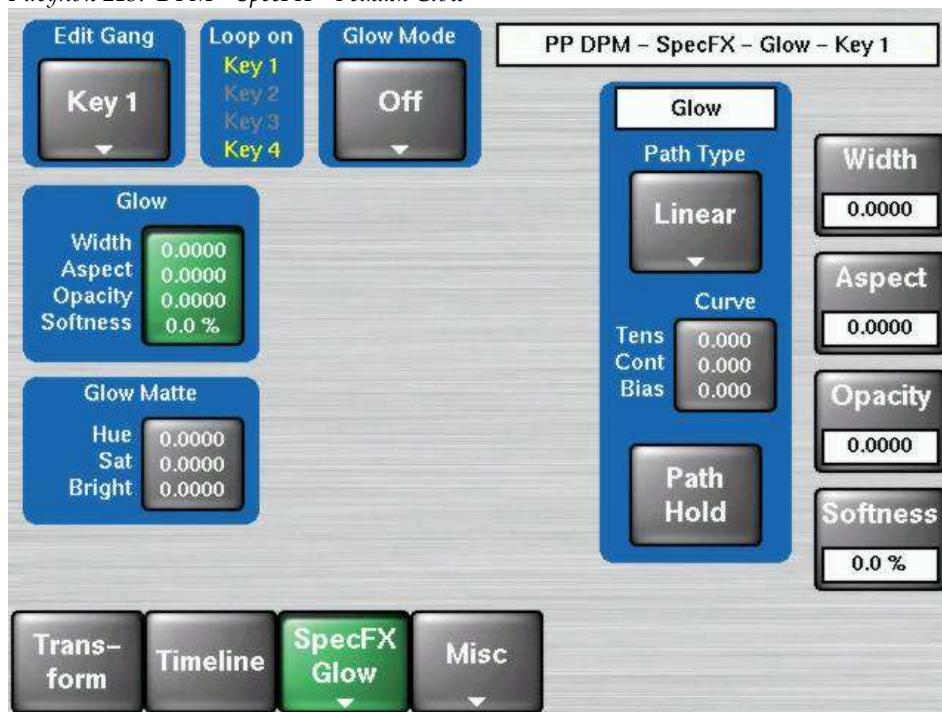 Edit Gang
Key 1
Loop on
Key 1
Key 2
Key 3
Key 4
Glow Mode
Off
PP DPM – SpecFX – Glow – Key 1
Glow
Width 0.0000
Aspect 0.0000
Opacity 0.0000
Softness 0.0 %
Glow Matte
Hue 0.0000
Sat 0.0000
Bright 0.0000
Glow
Path Type
Linear
Curve
Tens 0.000
Cont 0.000
Bias 0.000
Path
Hold
Width
0.0000
Aspect
0.0000
Opacity
0.0000
Softness
0.0 %
Trans–
form
Timeline
SpecFX
Glow
Misc